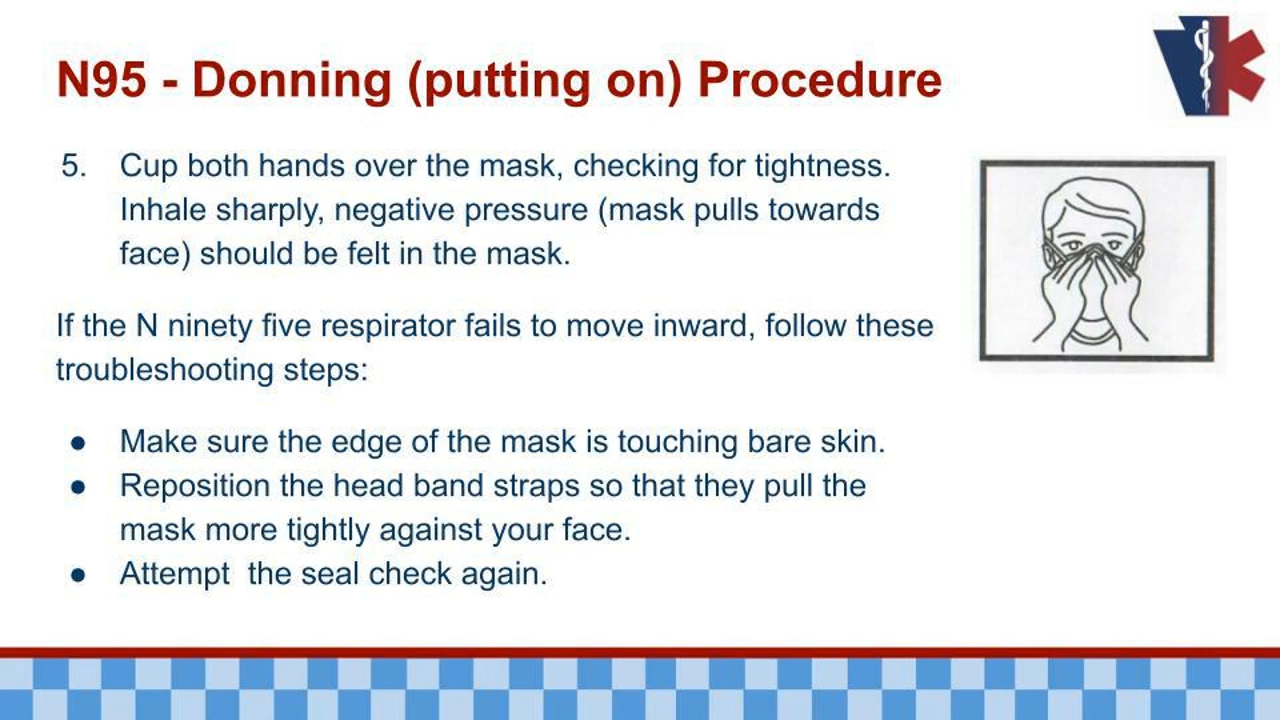 N95 - Donning (putting on) Procedure
5. Cup both hands over the mask, checking for tightness.
Inhale sharply, negative pressure (mask pulls towards
face) should be felt in the mask.
If the N ninety five respirator fails to move inward, follow these
troubleshooting steps:
● Make sure the edge of the mask is touching bare skin.
● Reposition the head band straps so that they pull the
mask more tightly against your face.
● Attempt  the seal check again.